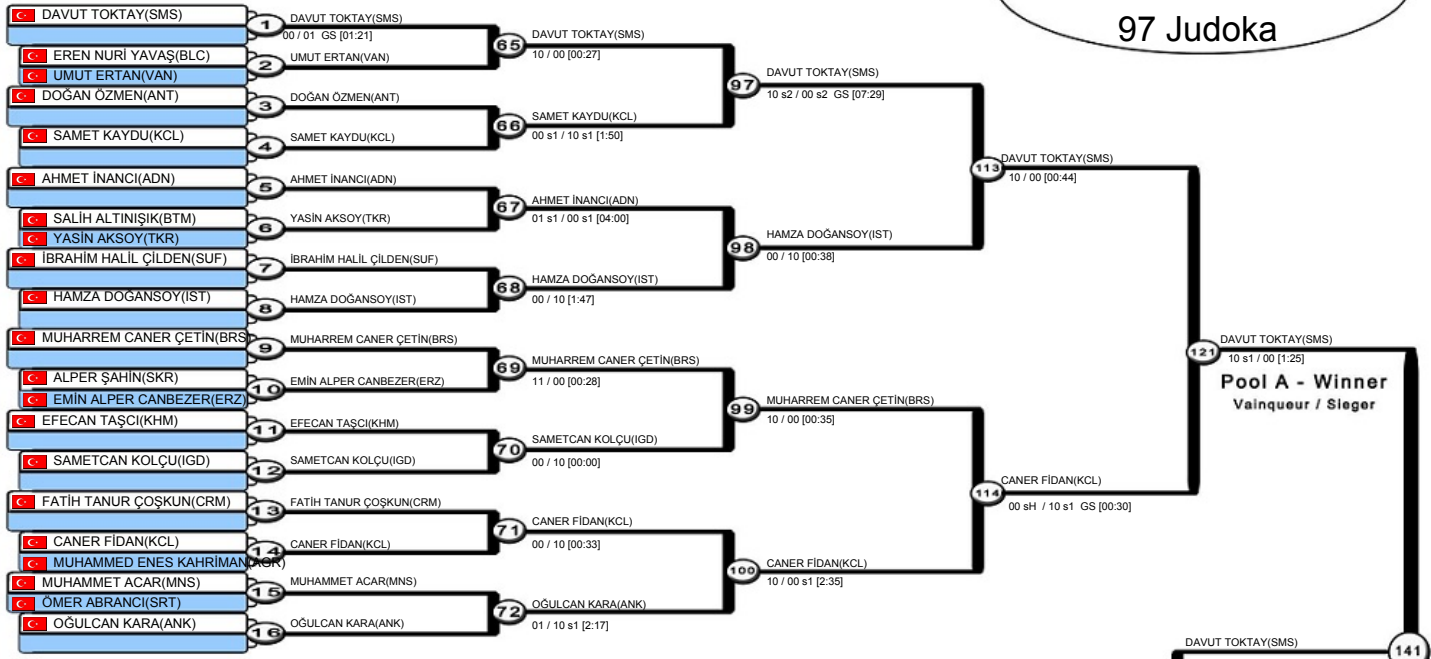 97 Judoka
DAVUT TOKTAY(SMS)
EREN NURİ YAVAŞ(BLC)
UMUT ERTAN(VAN)
DOĞAN ÖZMEN(ANT)
SAMET KAYDU(KCL)
AHMET İNANCI(ADN)
SALİH ALTINIŞIK(BTM)
YASİN AKSOY(TKR)
İBRAHİM HALİL ÇİLDEN(SUF)
HAMZA DOĞANSOY(IST)
MUHARREM CANER ÇETİN(BRS)
ALPER ŞAHİN(SKR)
EMİN ALPER CANBEZER(ERZ)
EFECAN TAŞCI(KHM)
SAMETCAN KOLÇU(IGD)
FATİH TANUR ÇOŞKUN(CRM)
CANER FİDAN(KCL)
MUHAMMED ENES KAHRİMAN(AGR)
MUHAMMET ACAR(MNS)
ÖMER ABRANCI(SRT)
OĞULCAN KARA(ANK)
1
DAVUT TOKTAY(SMS)
00 / 01 GS [01:21]
2
UMUT ERTAN(VAN)
3
DOĞAN ÖZMEN(ANT)
4
SAMET KAYDU(KCL)
5
AHMET İNANCI(ADN)
6
YASİN AKSOY(TKR)
7
İBRAHİM HALİL ÇİLDEN(SUF)
8
HAMZA DOĞANSOY(IST)
9
MUHARREM CANER ÇETİN(BRS)
10
EMİN ALPER CANBEZER(ERZ)
11
EFECAN TAŞCI(KHM)
12
SAMETCAN KOLÇU(IGD)
13
FATİH TANUR ÇOŞKUN(CRM)
14
CANER FİDAN(KCL)
15
MUHAMMET ACAR(MNS)
16
OĞULCAN KARA(ANK)
65
DAVUT TOKTAY(SMS)
10 / 00 [00:27]
66
SAMET KAYDU(KCL)
00 s1 / 10 s1 [1:50]
67
AHMET İNANCI(ADN)
01 s1 / 00 s1 [04:00]
68
HAMZA DOĞANSOY(IST)
00 / 10 [1:47]
69
MUHARREM CANER ÇETİN(BRS)
11 / 00 [00:28]
70
SAMETCAN KOLÇU(IGD)
00 / 10 [00:00]
71
CANER FİDAN(KCL)
00 / 10 [00:33]
72
OĞULCAN KARA(ANK)
01 / 10 s1 [2:17]
97
DAVUT TOKTAY(SMS)
10 s2 / 00 s2 GS [07:29]
98
HAMZA DOĞANSOY(IST)
00 / 10 [00:38]
99
MUHARREM CANER ÇETİN(BRS)
10 / 00 [00:35]
100
CANER FİDAN(KCL)
10 / 00 s1 [2:35]
113
DAVUT TOKTAY(SMS)
10 / 00 [00:44]
114
CANER FİDAN(KCL)
00 sH / 10 s1 GS [00:30]
121
DAVUT TOKTAY(SMS)
10 s1 / 00 [1:25]
Pool A - Winner
Vainqueur / Sieger
DAVUT TOKTAY(SMS)
141